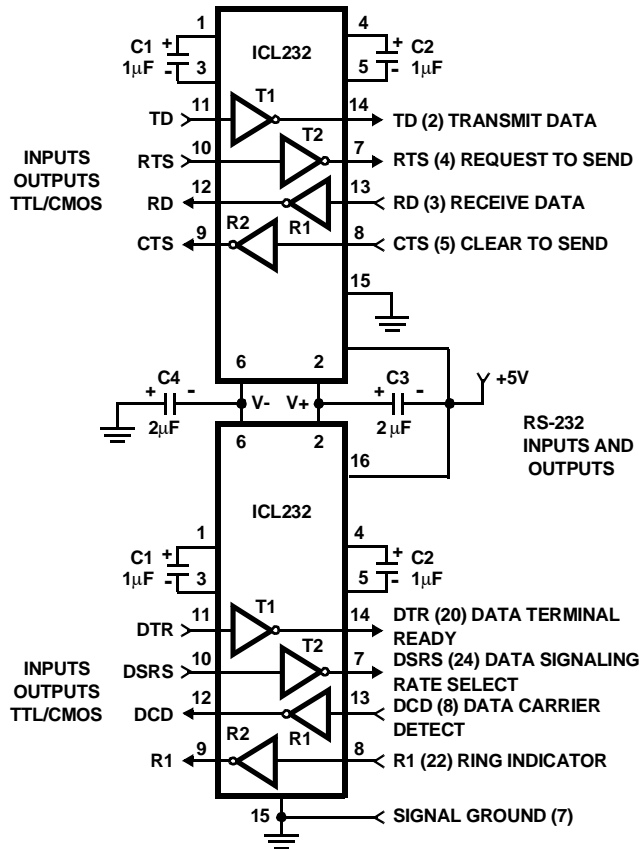 1
4
C1
+
ICL232
+
C2
1µF
-
3
5
-
1µF
T1
TD
11
14
TD (2) TRANSMIT DATA
T2
INPUTS
OUTPUTS
TTL/CMOS
RTS
10
7
RTS (4) REQUEST TO SEND
RD
12
13
RD (3) RECEIVE DATA
R2
R1
CTS
9
8
CTS (5) CLEAR TO SEND
15
6
2
C4
+
-
V-
V+
+
C3
-
+5V
2µF
2µF
6
2
RS-232
INPUTS AND
OUTPUTS
16
ICL232
1
4
C1
+
+
C2
1µF
-
3
5
-
1µF
T1
DTR
11
14
DTR (20) DATA TERMINAL
READY
T2
INPUTS
OUTPUTS
TTL/CMOS
DSRS
10
7
DSRS (24) DATA SIGNALING
RATE SELECT
DCD
12
13
DCD (8) DATA CARRIER
DETECT
R2
R1
R1
9
8
R1 (22) RING INDICATOR
15
SIGNAL GROUND (7)